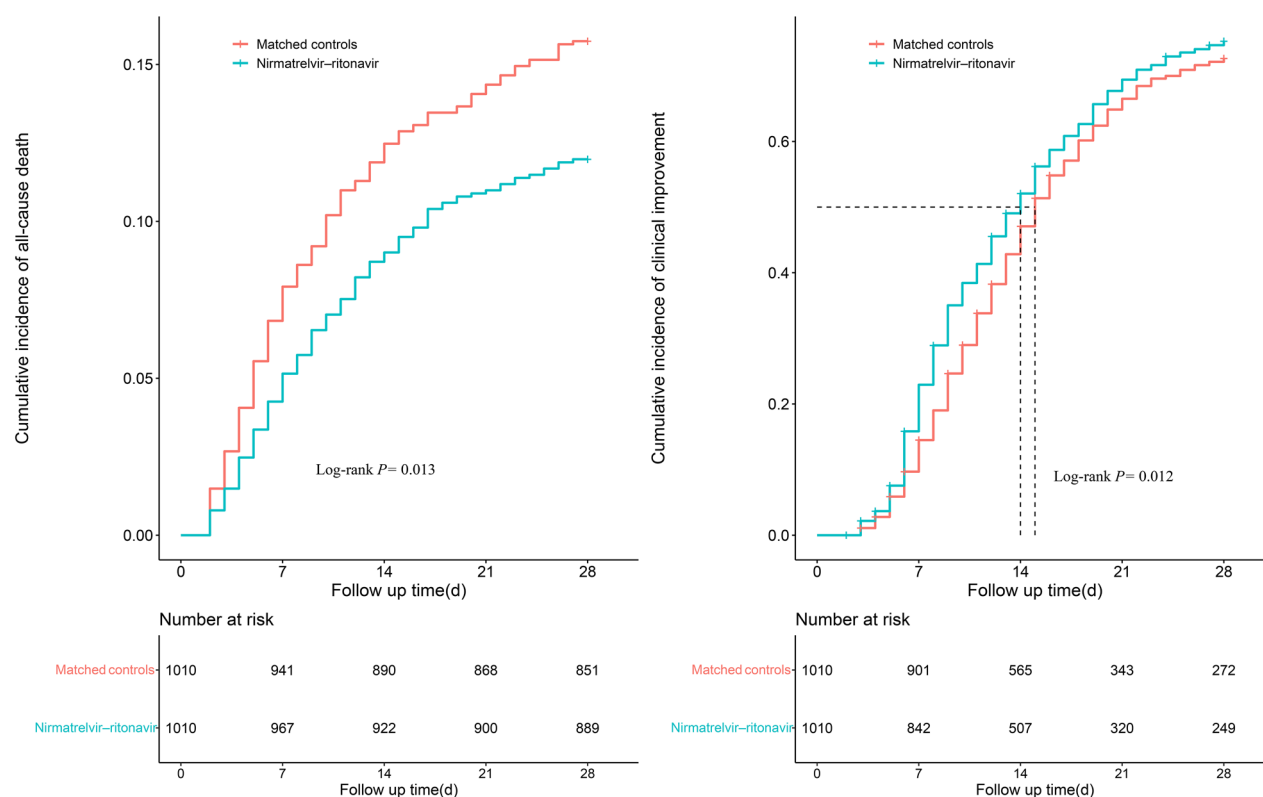 Cumulative incidence of all-cause death
Matched controls
Nirmatrelvir–ritonavir
0.15
0.10
0.05
0.00
Log-rank P= 0.013
0 7 14 21 28
Follow up time(d)
Number at risk
Matched controls 1010 941 890 868 851
Nirmatrelvir–ritonavir 1010 967 922 900 889
0 7 14 21 28
Follow up time(d)
Cumulative incidence of clinical improvement
Matched controls
Nirmatrelvir–ritonavir
0.6
0.4
0.2
0.0
Log-rank P= 0.012
0 7 14 21 28
Follow up time(d)
Number at risk
Matched controls 1010 901 565 343 272
Nirmatrelvir–ritonavir 1010 842 507 320 249
0 7 14 21 28
Follow up time(d)